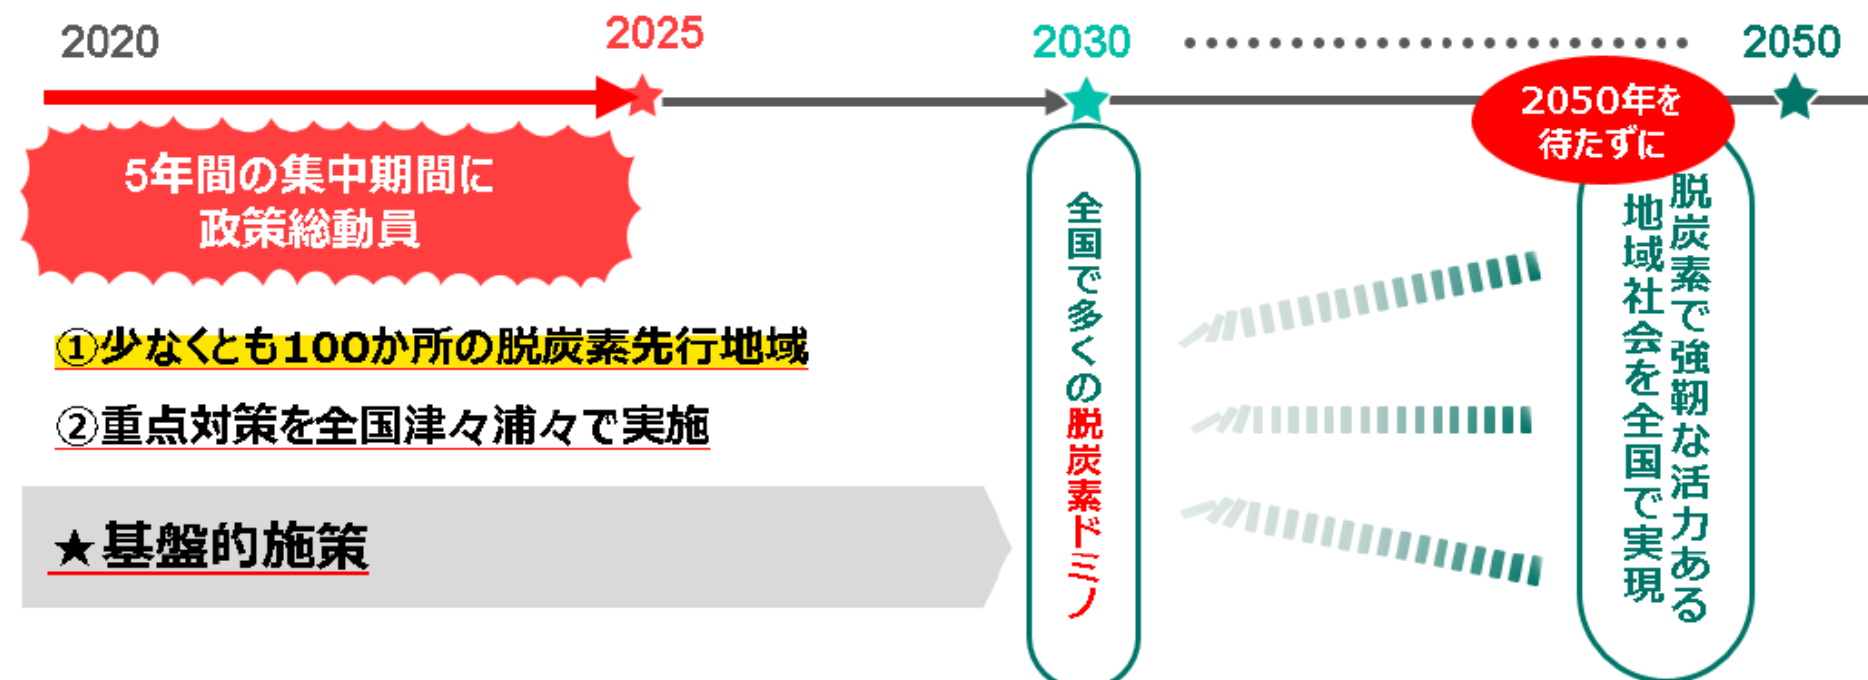 2020
2025
2030
2050
5年間の集中期間に
政策総動員
①少なくとも100か所の脱炭素先行地域
②重点対策を全国津々浦々で実施
★基盤的施策
全国で多くの脱炭素ドミノ
2050年を
待たずに
脱炭素で強靭な活力ある
地域社会を全国で実現